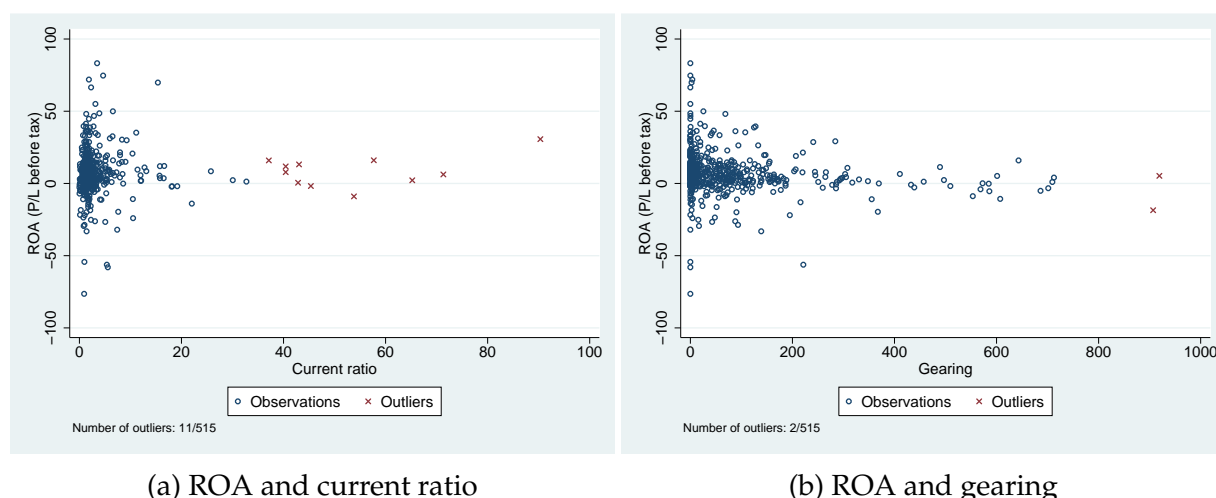 100
50
0
−50
−100
ROA (P/L before tax)
0 20 40 60 80 100
Current ratio
Observations Outliers
Number of outliers: 11/515
(a) ROA and current ratio
100
50
0
−50
−100
ROA (P/L before tax)
0 200 400 600 800 1000
Gearing
Observations Outliers
Number of outliers: 2/515
(b) ROA and gearing